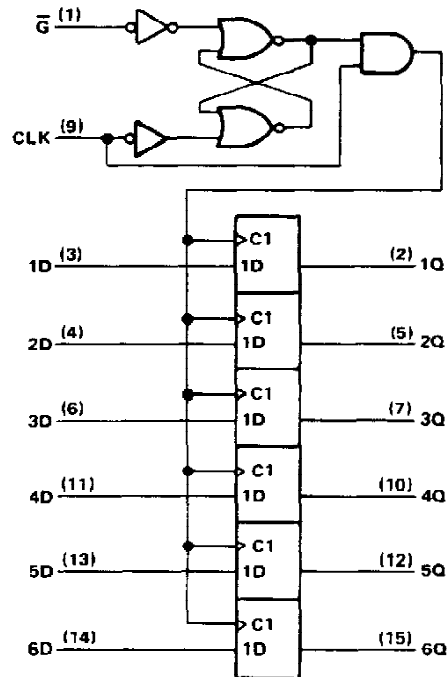 G̅ (1)
CLK (9)
C1
1D (3) 1D (2) 1Q
C1
2D (4) 1D (5) 2Q
C1
3D (6) 1D (7) 3Q
C1
4D (11) 1D (10) 4Q
C1
5D (13) 1D (12) 5Q
C1
6D (14) 1D (15) 6Q